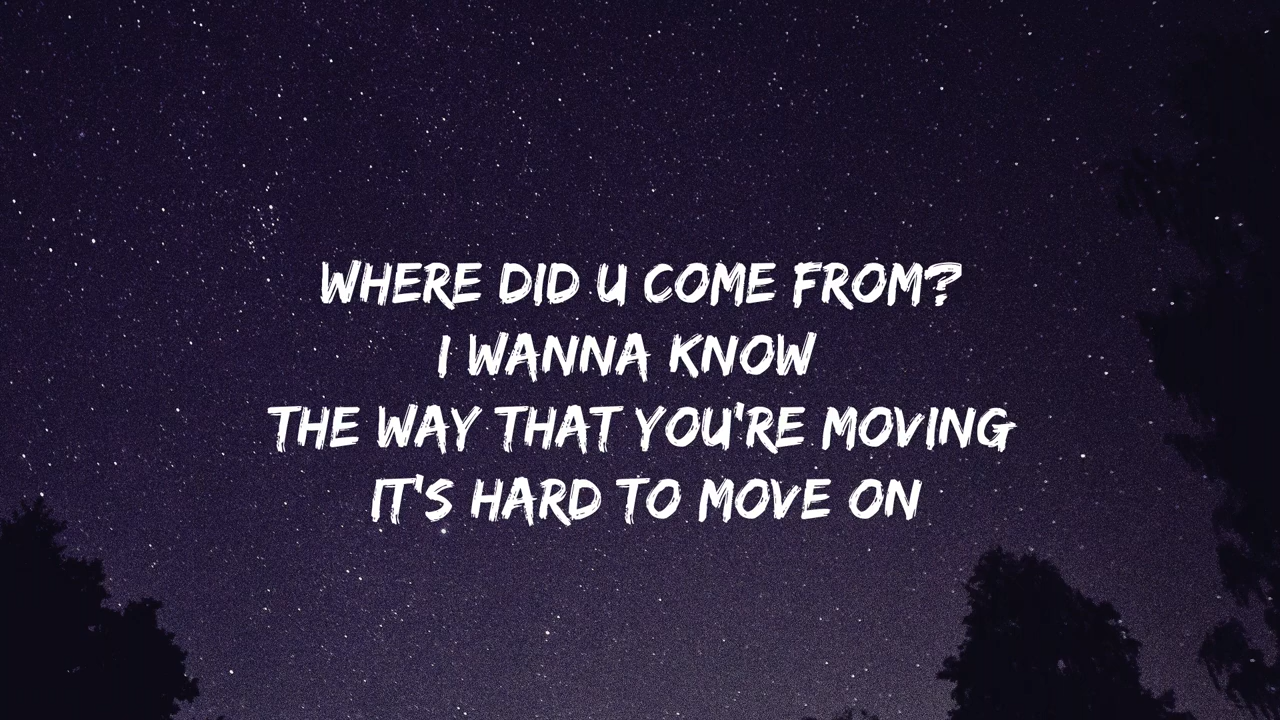 WHERE DID U COME FROM?
I WANNA KNOW
THE WAY THAT YOU'RE MOVING
IT'S HARD TO MOVE ON